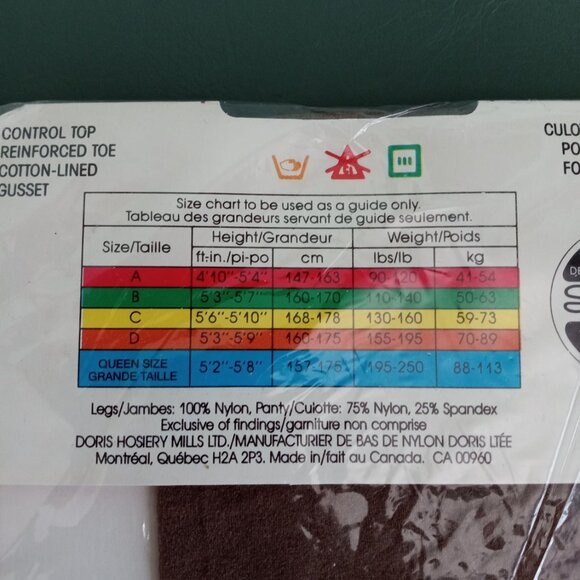 CONTROL TOP
REINFORCED TOE
COTTON-LINED
GUSSET
CULO
PO
FO
Size chart to be used as a guide only.
Tableau des grandeurs servant de guide seulement.
Size/Taille Height/Grandeur Weight/Poids
ft-in./pi-po cm lbs/lb kg
A 4'10"-5'4" 147-163 90-120 41-54
B 5'3"-5'7" 160-170 110-140 50-63
C 5'6"-5'10" 168-178 130-160 59-73
D 5'3"-5'9" 160-175 155-195 70-89
QUEEN SIZE
GRANDE TAILLE 5'2"-5'8" 157-175 195-250 88-113
Legs/Jambes: 100% Nylon, Panty/Culotte: 75% Nylon, 25% Spandex
Exclusive of findings/garniture non comprise
DORIS HOSIERY MILLS LTD./MANUFACTURIER DE BAS DE NYLON DORIS LTÉE
Montréal, Québec H2A 2P3. Made in/fait au Canada. CA 00960